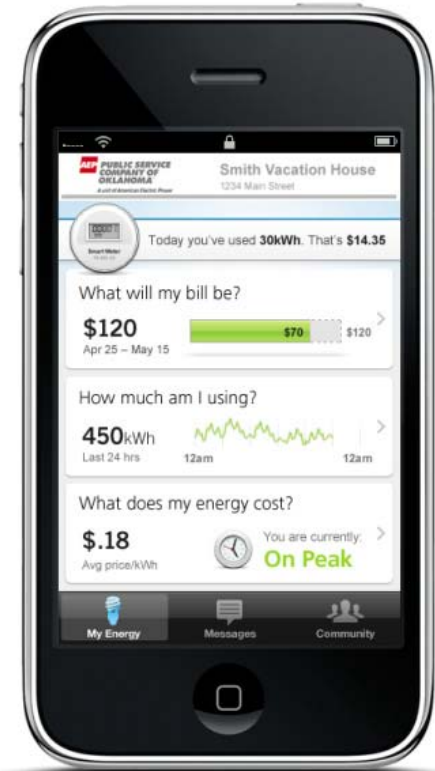 AEP PUBLIC SERVICE
COMPANY OF
OKLAHOMA
A unit of American Electric Power
Smith Vacation House
1234 Main Street
Smart Meter
Today you've used 30kWh. That's $14.35
What will my bill be?
$120
Apr 25 – May 15
$70
$120
How much am I using?
450kWh
Last 24 hrs
12am
12am
What does my energy cost?
$.18
Avg price/kWh
You are currently:
On Peak
My Energy
Messages
Community